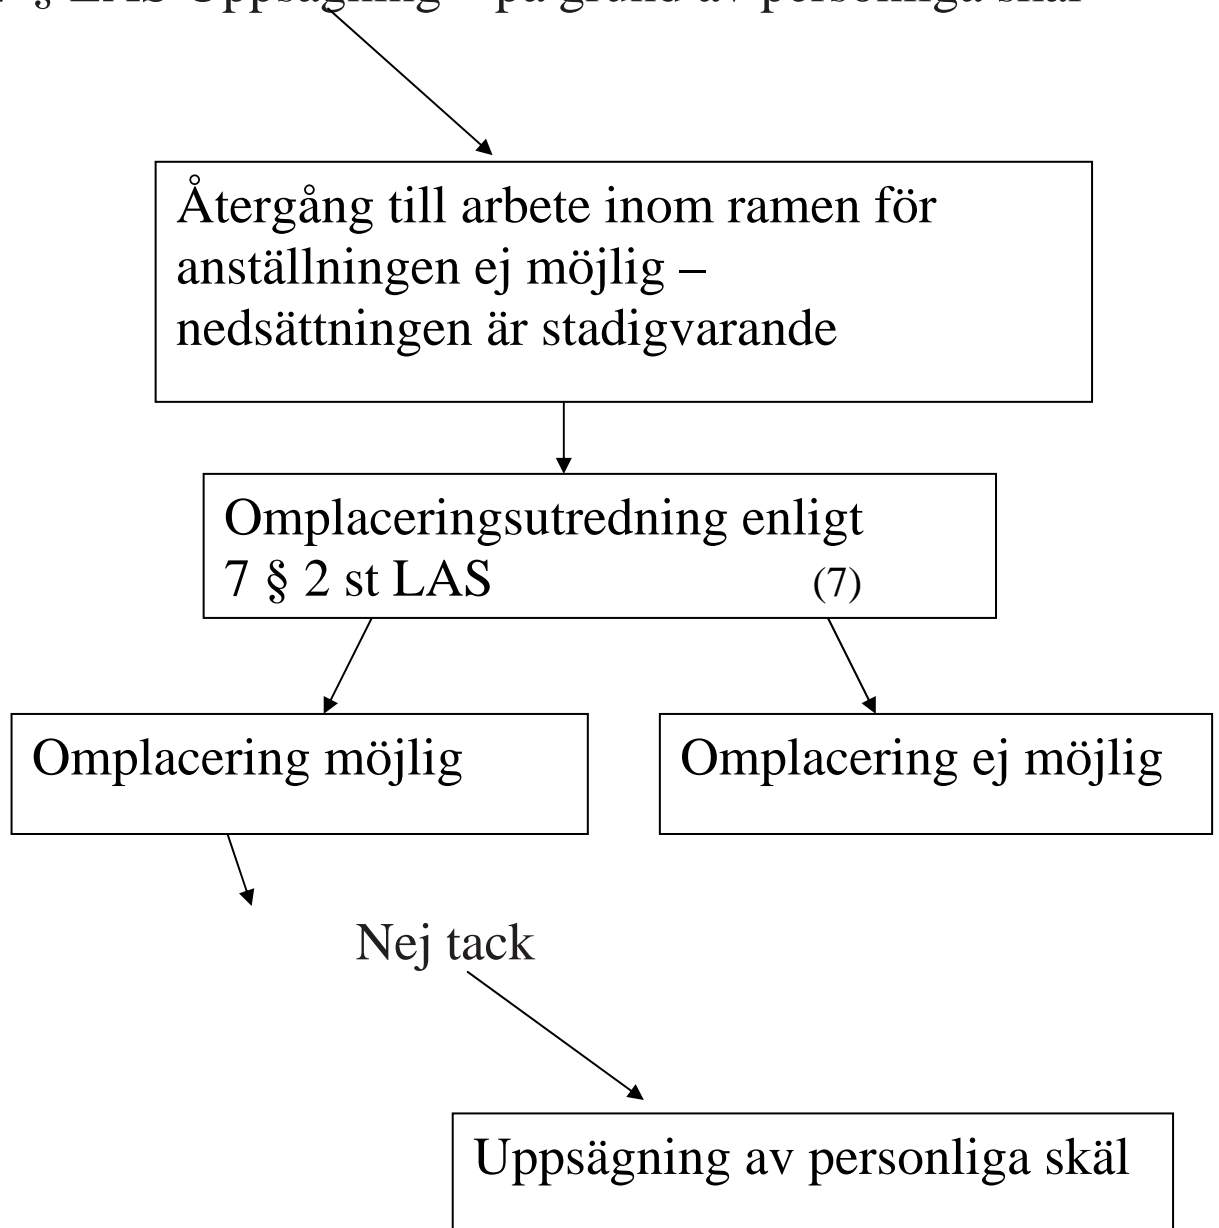 § LAS Uppsägning – på grund av personliga skäl
Återgång till arbete inom ramen för
anställningen ej möjlig –
nedsättningen är stadigvarande
Omplaceringsutredning enligt
7 § 2 st LAS (7)
Omplacering möjlig
Omplacering ej möjlig
Nej tack
Uppsägning av personliga skäl